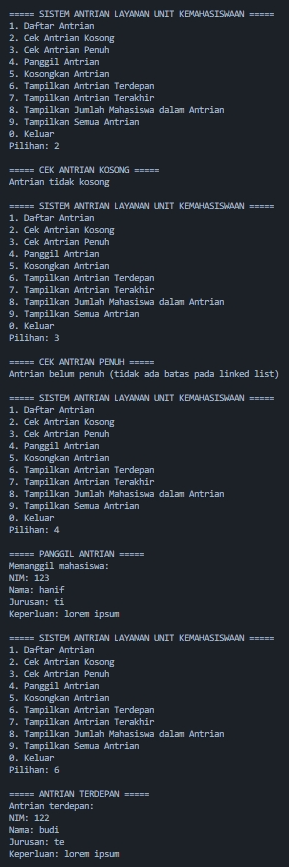 ===== SISTEM ANTRIAN LAYANAN UNIT KEMAHASISWAAN =====
1. Daftar Antrian
2. Cek Antrian Kosong
3. Cek Antrian Penuh
4. Panggil Antrian
5. Kosongkan Antrian
6. Tampilkan Antrian Terdepan
7. Tampilkan Antrian Terakhir
8. Tampilkan Jumlah Mahasiswa dalam Antrian
9. Tampilkan Semua Antrian
0. Keluar
Pilihan: 2

===== CEK ANTRIAN KOSONG =====
Antrian tidak kosong

===== SISTEM ANTRIAN LAYANAN UNIT KEMAHASISWAAN =====
1. Daftar Antrian
2. Cek Antrian Kosong
3. Cek Antrian Penuh
4. Panggil Antrian
5. Kosongkan Antrian
6. Tampilkan Antrian Terdepan
7. Tampilkan Antrian Terakhir
8. Tampilkan Jumlah Mahasiswa dalam Antrian
9. Tampilkan Semua Antrian
0. Keluar
Pilihan: 3

===== CEK ANTRIAN PENUH =====
Antrian belum penuh (tidak ada batas pada linked list)

===== SISTEM ANTRIAN LAYANAN UNIT KEMAHASISWAAN =====
1. Daftar Antrian
2. Cek Antrian Kosong
3. Cek Antrian Penuh
4. Panggil Antrian
5. Kosongkan Antrian
6. Tampilkan Antrian Terdepan
7. Tampilkan Antrian Terakhir
8. Tampilkan Jumlah Mahasiswa dalam Antrian
9. Tampilkan Semua Antrian
0. Keluar
Pilihan: 4

===== PANGGIL ANTRIAN =====
Memanggil mahasiswa:
NIM: 123
Nama: hanif
Jurusan: ti
Keperluan: lorem ipsum

===== SISTEM ANTRIAN LAYANAN UNIT KEMAHASISWAAN =====
1. Daftar Antrian
2. Cek Antrian Kosong
3. Cek Antrian Penuh
4. Panggil Antrian
5. Kosongkan Antrian
6. Tampilkan Antrian Terdepan
7. Tampilkan Antrian Terakhir
8. Tampilkan Jumlah Mahasiswa dalam Antrian
9. Tampilkan Semua Antrian
0. Keluar
Pilihan: 6

===== ANTRIAN TERDEPAN =====
Antrian terdepan:
NIM: 122
Nama: budi
Jurusan: te
Keperluan: lorem ipsum